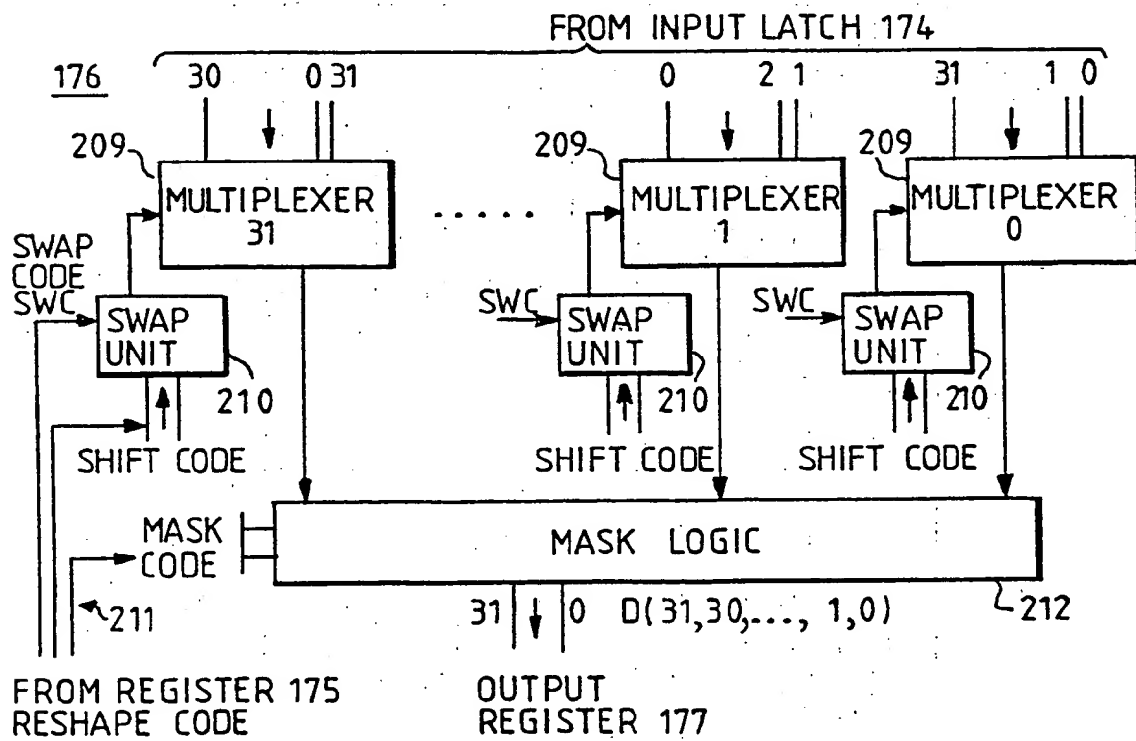 FROM INPUT LATCH 174
176
30 0 31
0 2 1
31 1 0
209
MULTIPLEXER
31
. . . . .
209
MULTIPLEXER
1
209
MULTIPLEXER
0
SWAP
CODE
SWC
SWAP
UNIT
210
SHIFT CODE
SWC
SWAP
UNIT
210
SHIFT CODE
SWC
SWAP
UNIT
210
SHIFT CODE
MASK
CODE
MASK LOGIC
212
211
31 0 D(31,30,..., 1,0)
FROM REGISTER 175
RESHAPE CODE
OUTPUT
REGISTER 177